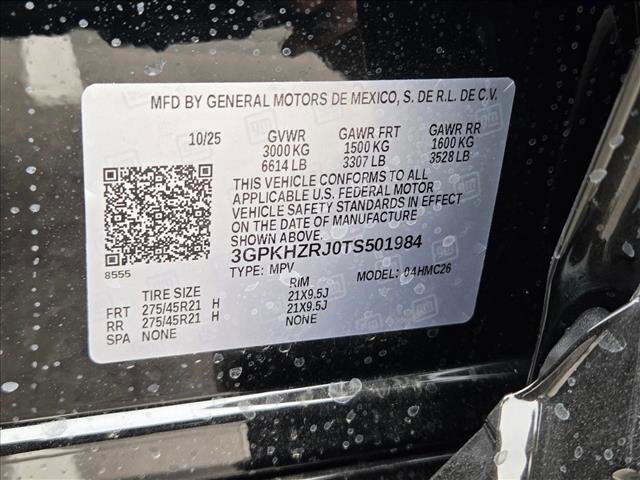 MFD BY GENERAL MOTORS DE MEXICO, S. DE R.L. DE C.V.
10/25 GVWR GAWR FRT GAWR RR
3000 KG 1500 KG 1600 KG
6614 LB 3307 LB 3528 LB
THIS VEHICLE CONFORMS TO ALL
APPLICABLE U.S. FEDERAL MOTOR
VEHICLE SAFETY STANDARDS IN EFFECT
ON THE DATE OF MANUFACTURE
SHOWN ABOVE.
3GPKHZRJ0TS501984
8555
TYPE: MPV MODEL: 04HMC26
TIRE SIZE RIM
FRT 275/45R21 H 21X9.5J
RR 275/45R21 H 21X9.5J
SPA NONE NONE